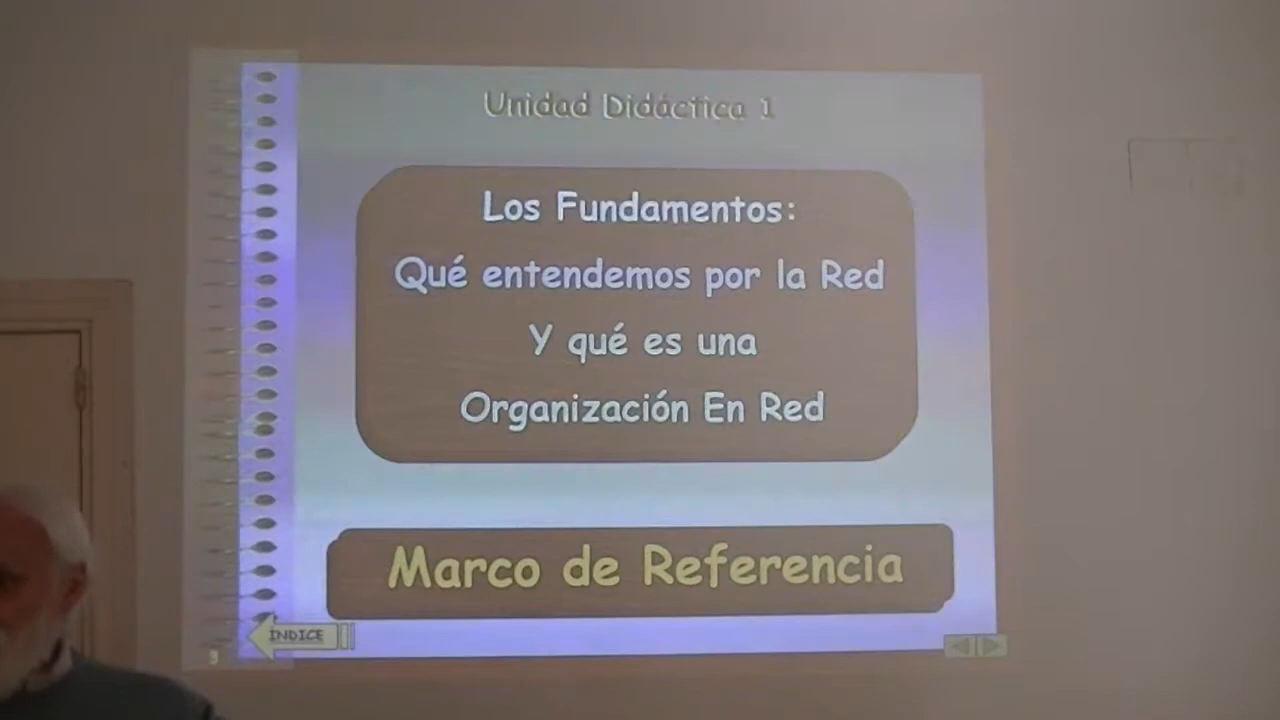 Unidad Didáctica 1
Los Fundamentos:
Qué entendemos por la Red
Y qué es una
Organización En Red
Marco de Referencia
INDICE
3